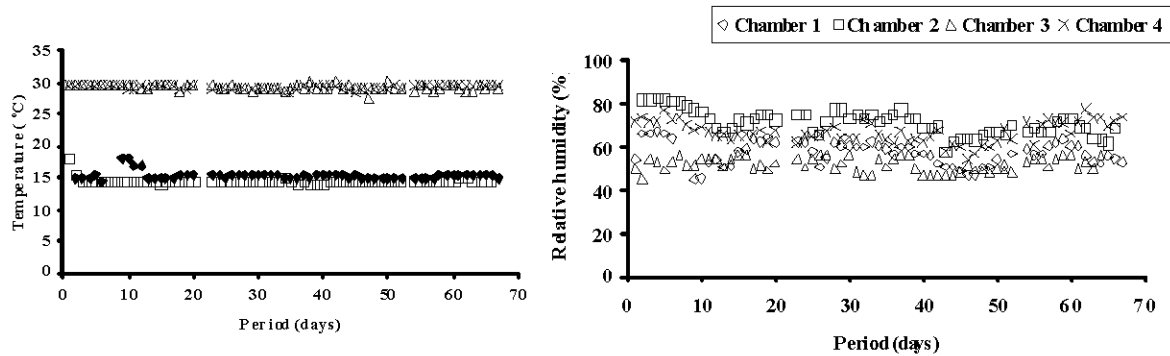 Chamber 1 Chamber 2 Chamber 3 Chamber 4
35
30
25
20
15
10
5
0
0 10 20 30 40 50 60 70
Temperature (°C)
Period (days)
100
80
60
40
20
0
0 10 20 30 40 50 60 70
Relative humidity (%)
Period (days)